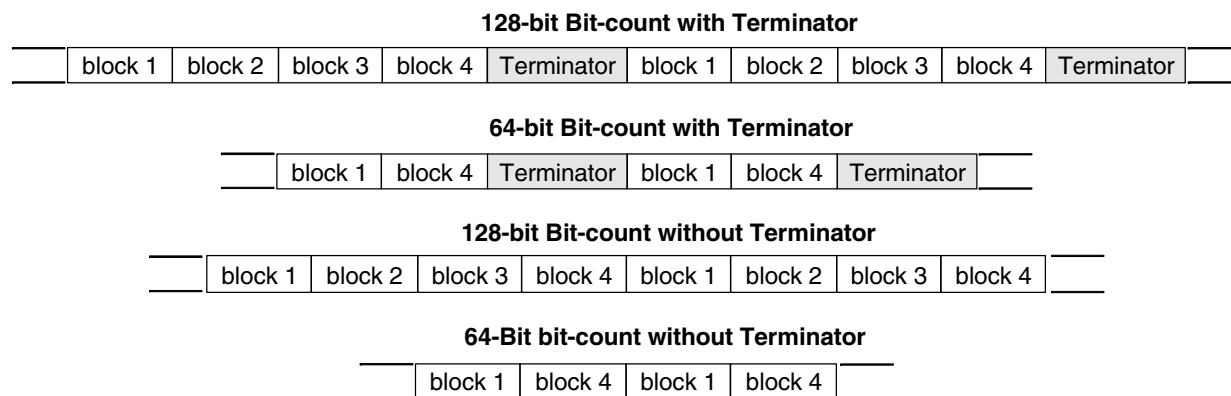 128-bit Bit-count with Terminator
block 1 block 2 block 3 block 4 Terminator block 1 block 2 block 3 block 4 Terminator
64-bit Bit-count with Terminator
block 1 block 4 Terminator block 1 block 4 Terminator
128-bit Bit-count without Terminator
block 1 block 2 block 3 block 4 block 1 block 2 block 3 block 4
64-Bit bit-count without Terminator
block 1 block 4 block 1 block 4